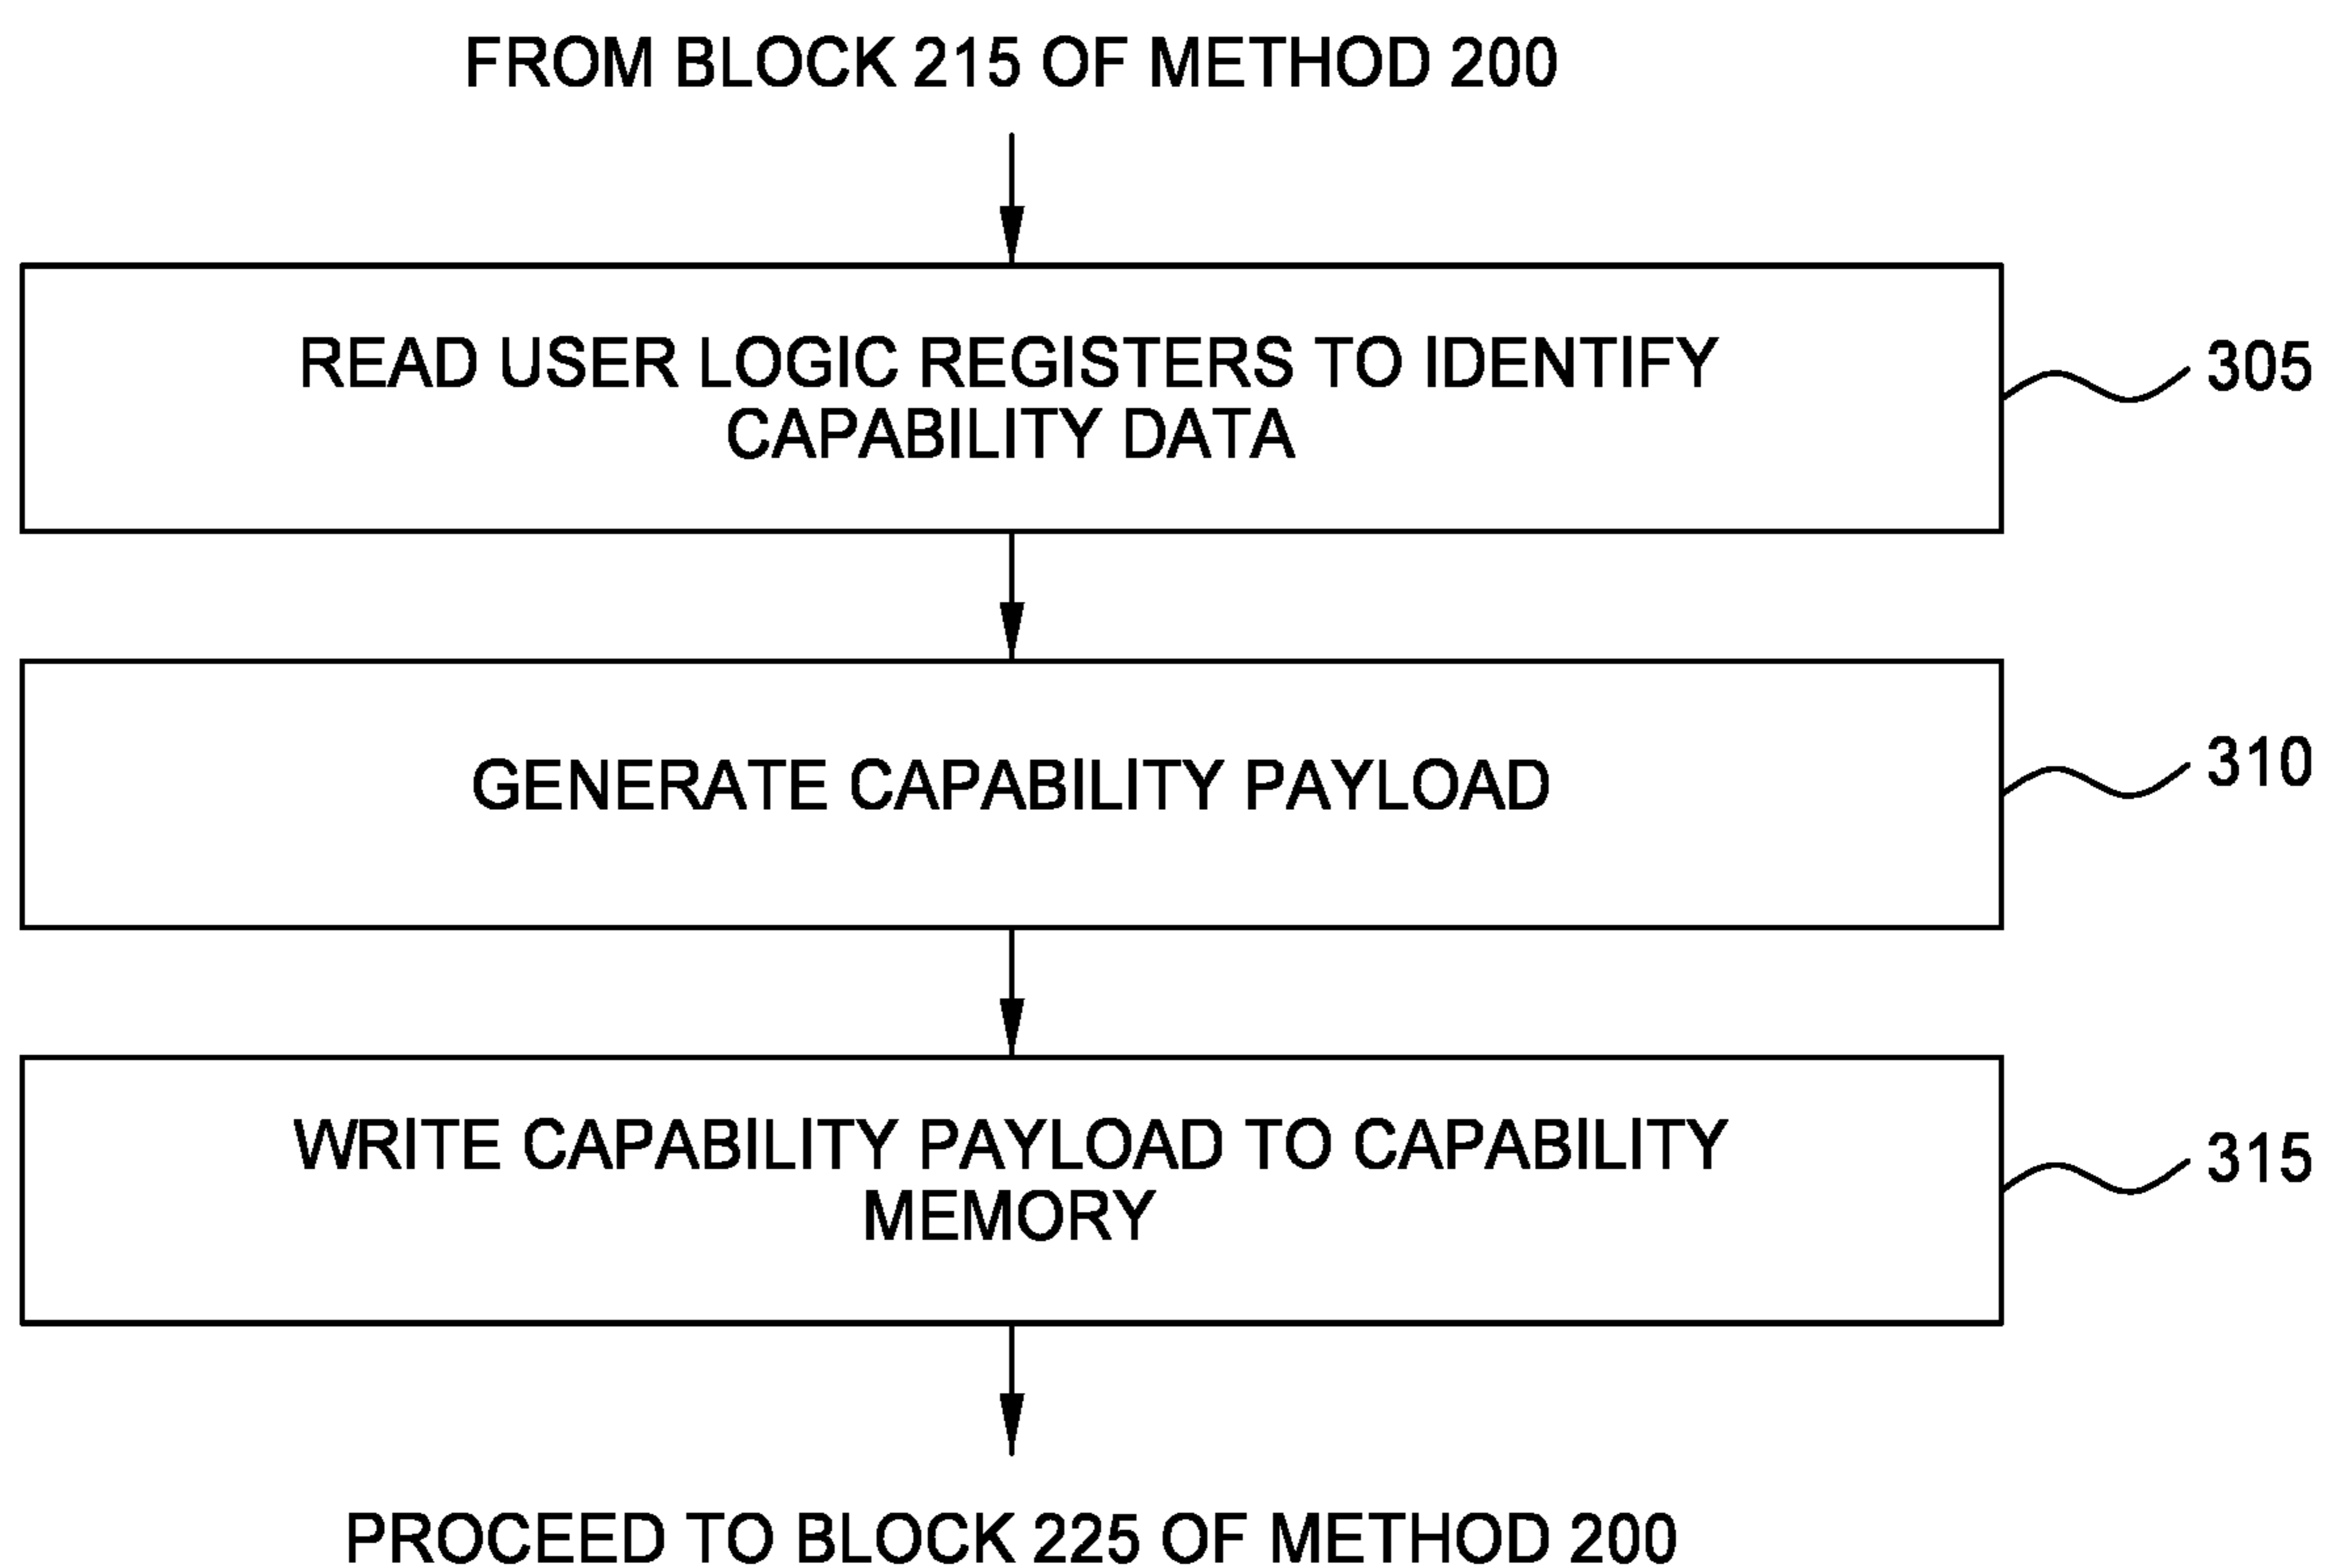 FROM BLOCK 215 OF METHOD 200
READ USER LOGIC REGISTERS TO IDENTIFY
CAPABILITY DATA
305
GENERATE CAPABILITY PAYLOAD
310
WRITE CAPABILITY PAYLOAD TO CAPABILITY
MEMORY
315
PROCEED TO BLOCK 225 OF METHOD 200